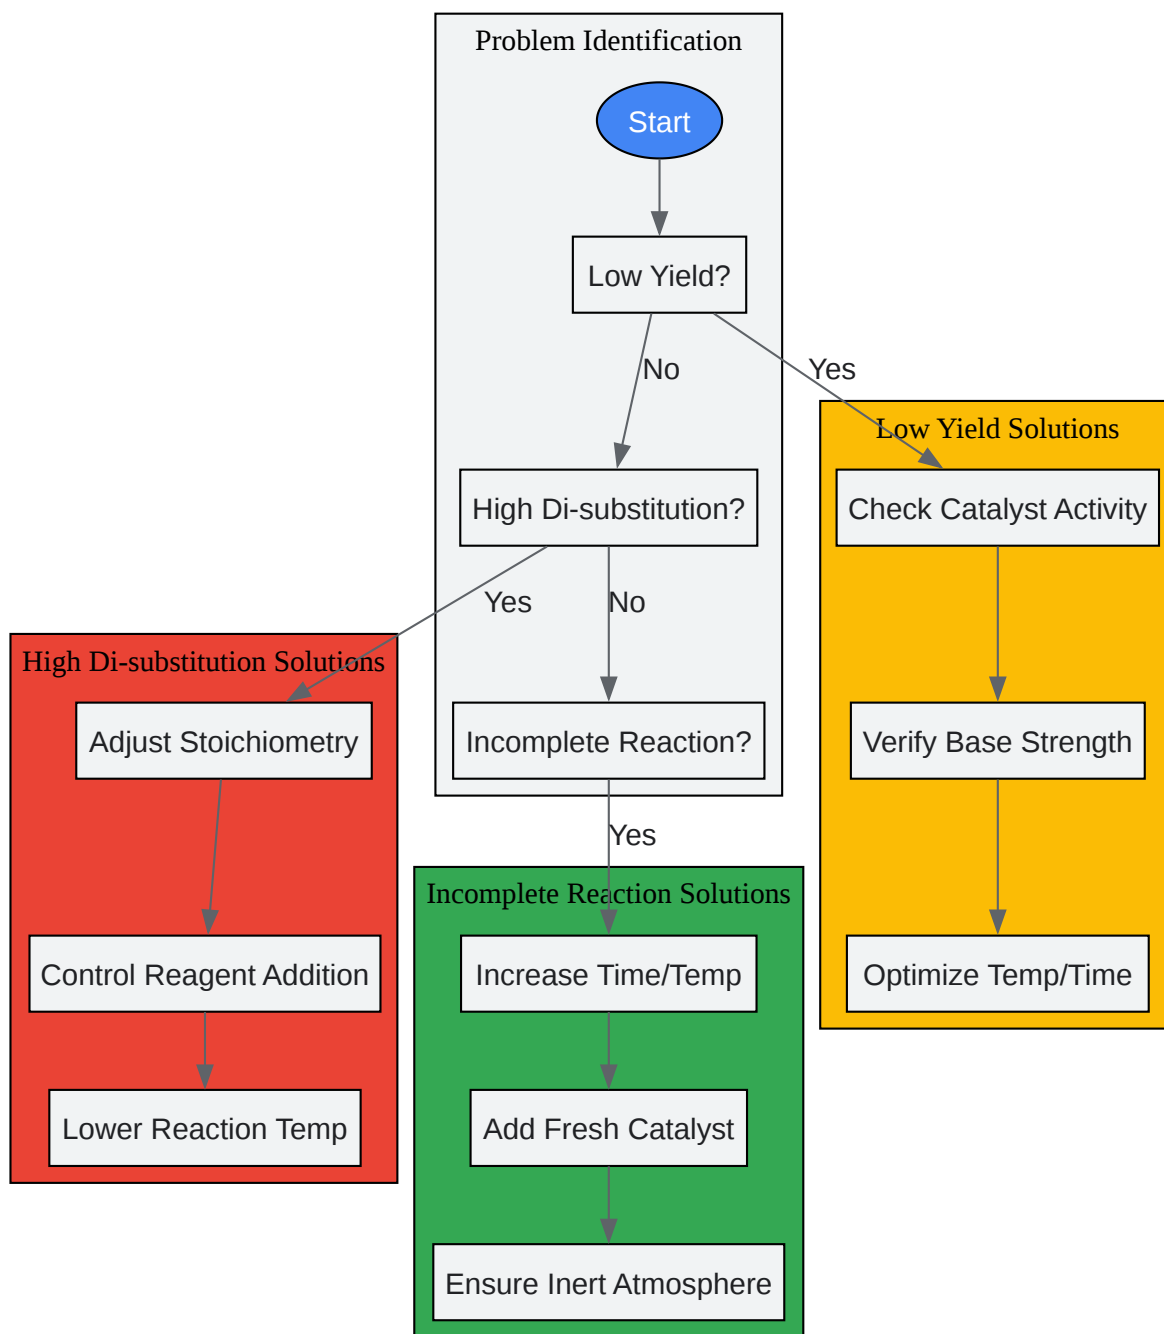 Problem Identification
Start
Low Yield?
No
Yes
Low Yield Solutions
High Di-substitution?
Check Catalyst Activity
Yes
No
High Di-substitution Solutions
Adjust Stoichiometry
Incomplete Reaction?
Verify Base Strength
Yes
Incomplete Reaction Solutions
Control Reagent Addition
Increase Time/Temp
Optimize Temp/Time
Lower Reaction Temp
Add Fresh Catalyst
Ensure Inert Atmosphere